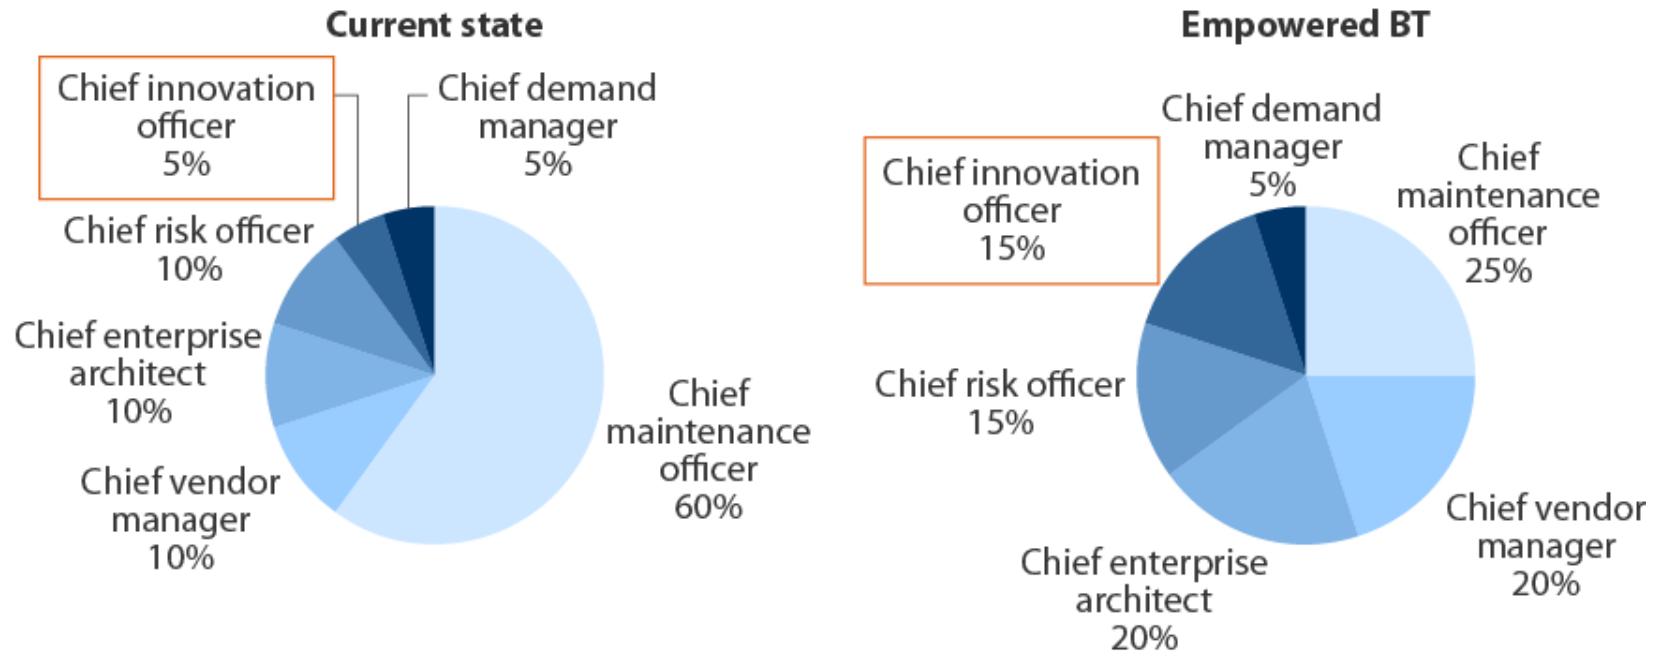 Current state
Chief innovation
officer
5%
Chief demand
manager
5%
Chief risk officer
10%
Chief enterprise
architect
10%
Chief vendor
manager
10%
Chief
maintenance
officer
60%
Empowered BT
Chief demand
manager
5%
Chief innovation
officer
15%
Chief
maintenance
officer
25%
Chief risk officer
15%
Chief vendor
manager
20%
Chief enterprise
architect
20%